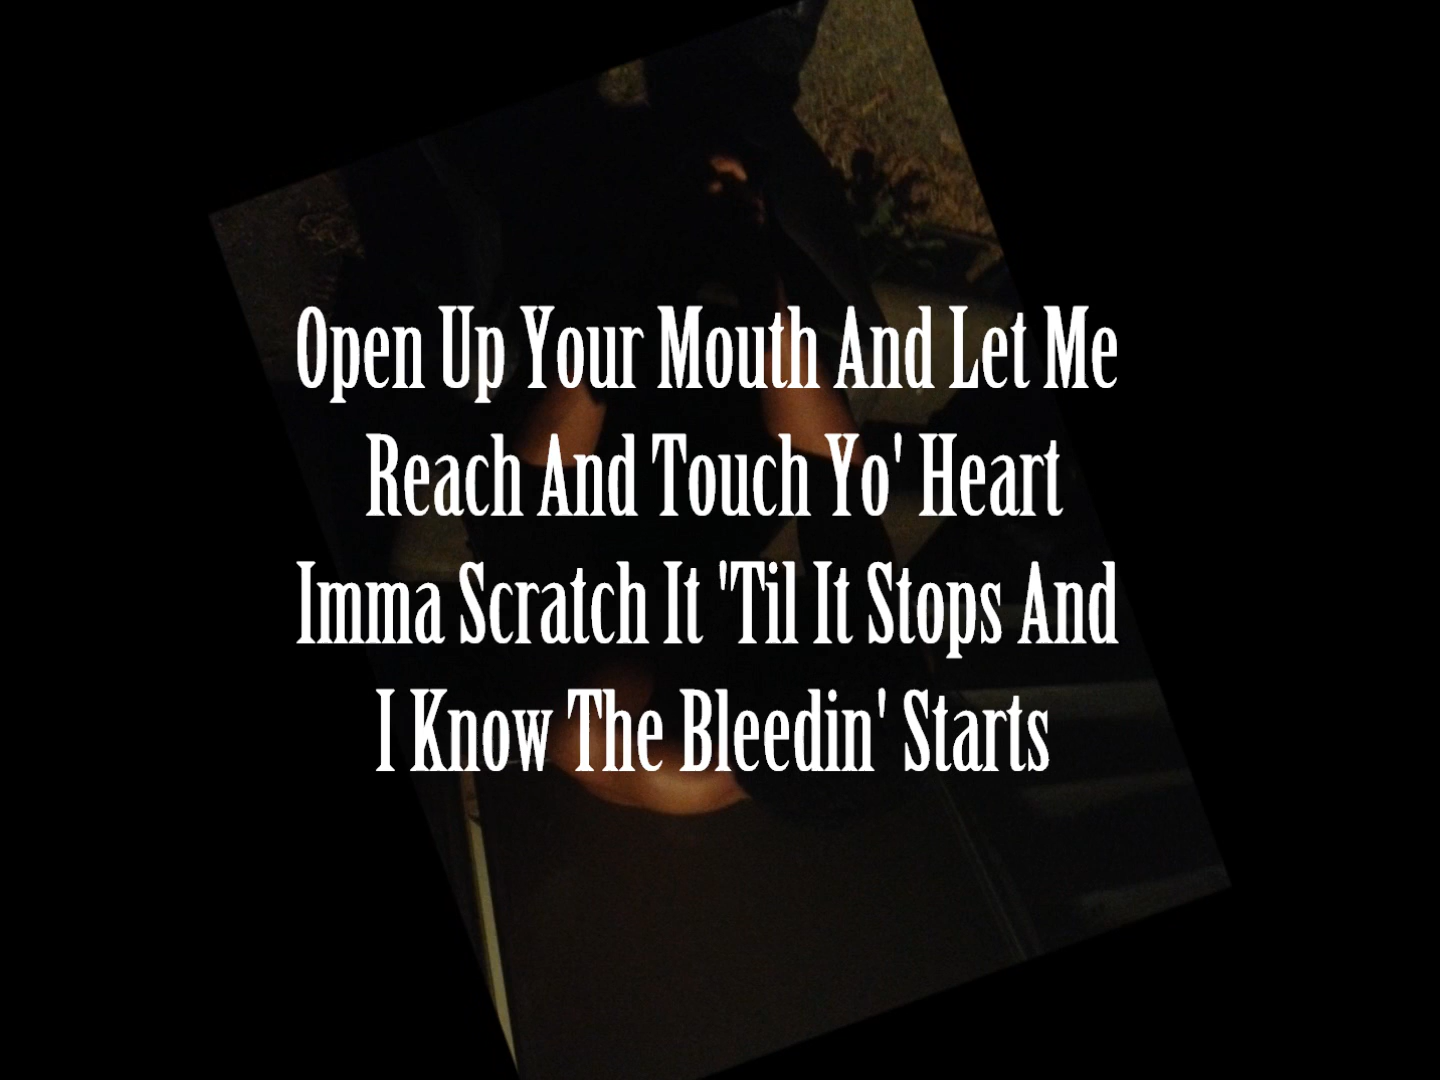 Open Up Your Mouth And Let Me
Reach And Touch Yo' Heart
Imma Scratch It 'Til It Stops And
I Know The Bleedin' Starts